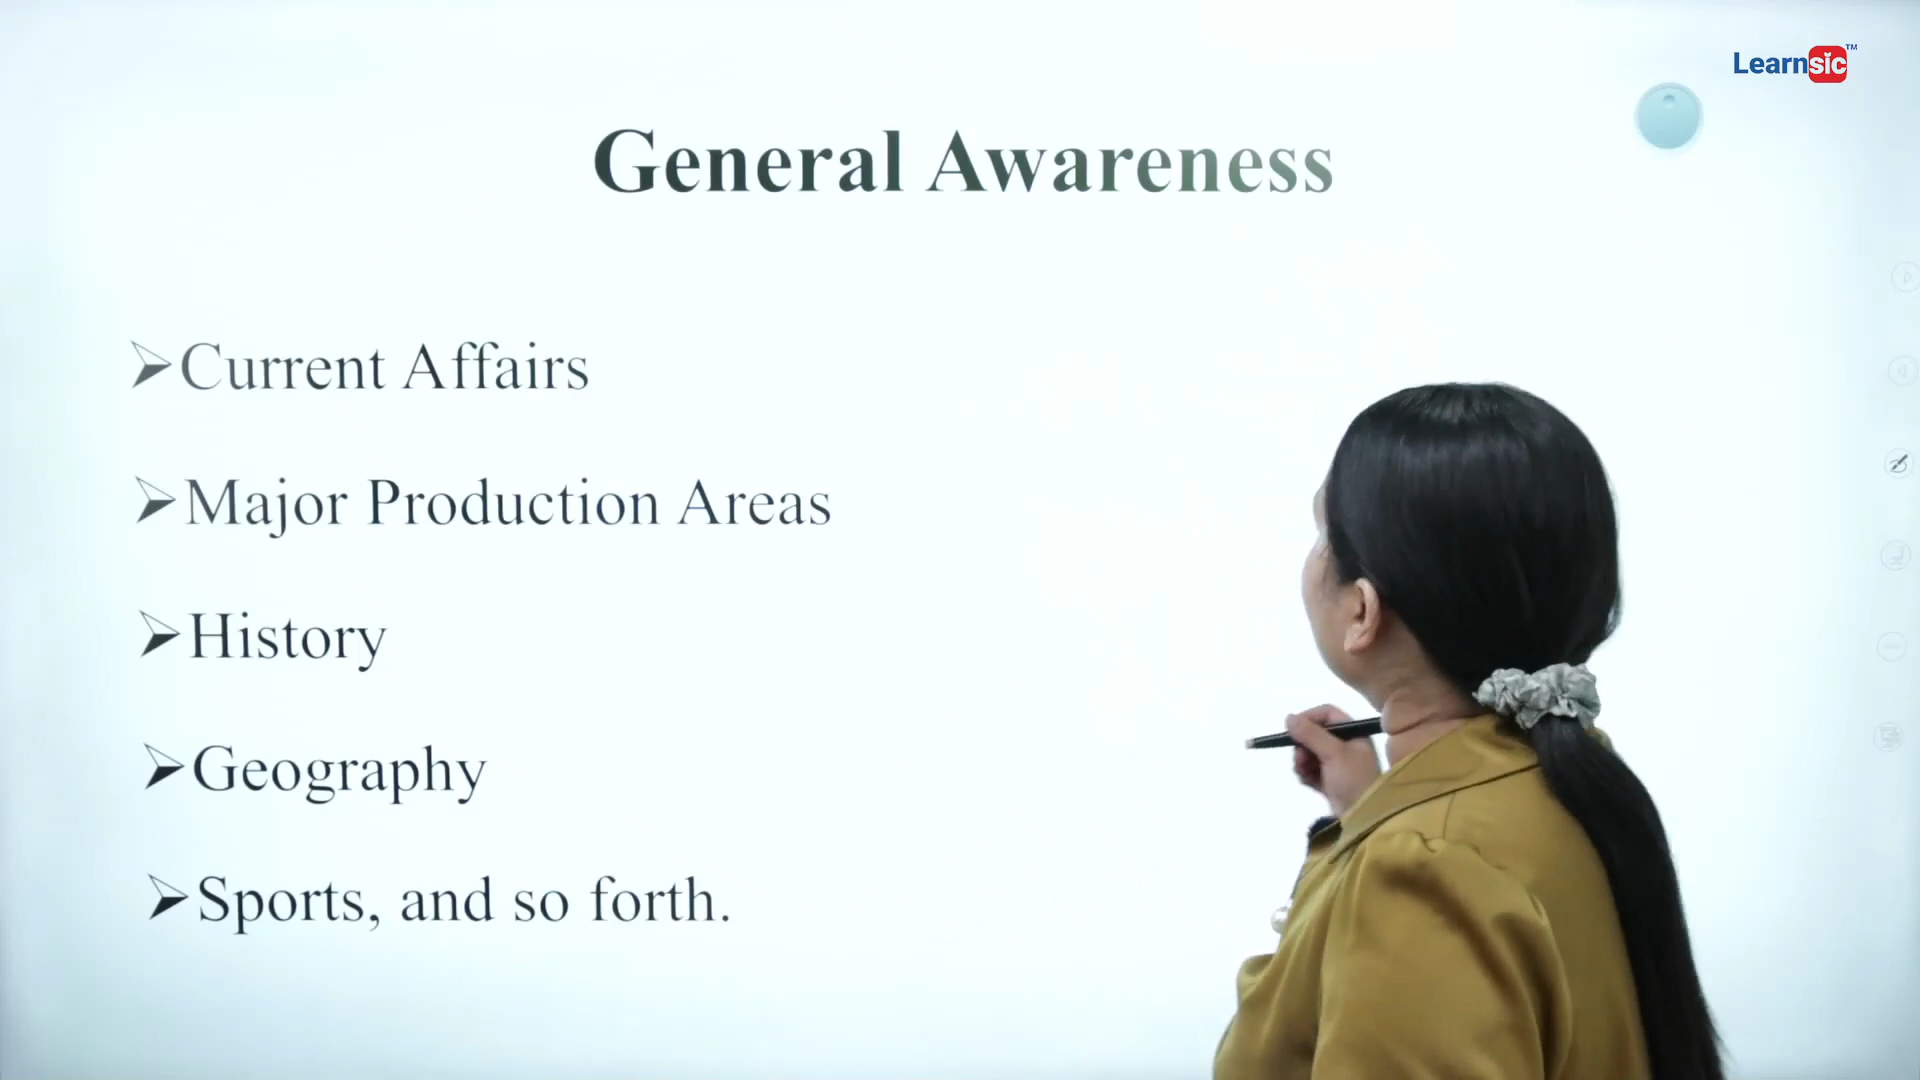 Learnsic™
General Awareness
➢Current Affairs
➢Major Production Areas
➢History
➢Geography
➢Sports, and so forth.